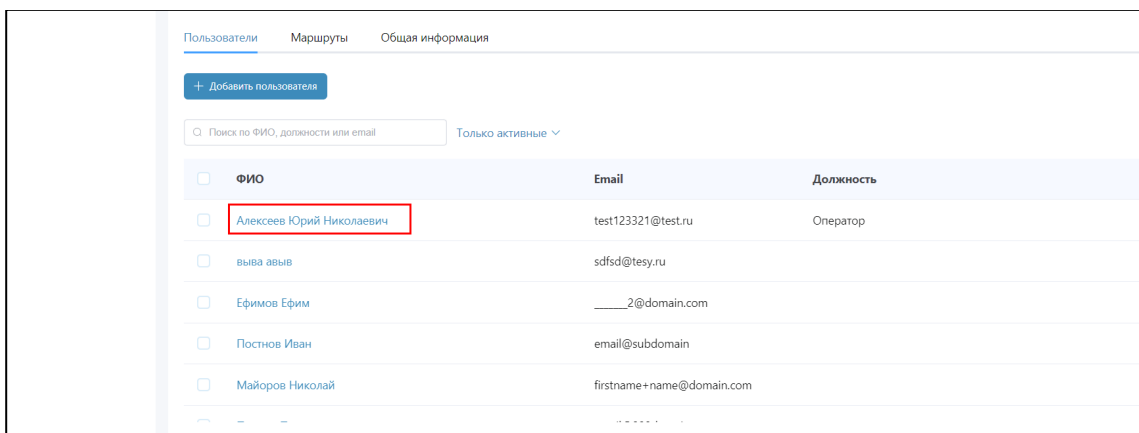 Пользователи Маршруты Общая информация
+ Добавить пользователя
Поиск по ФИО, должности или email Только активные
ФИО Email Должность
Алексеев Юрий Николаевич test123321@test.ru Оператор
выва авыв sdfsd@tesy.ru
Ефимов Ефим ______2@domain.com
Постнов Иван email@subdomain
Майоров Николай firstname+name@domain.com